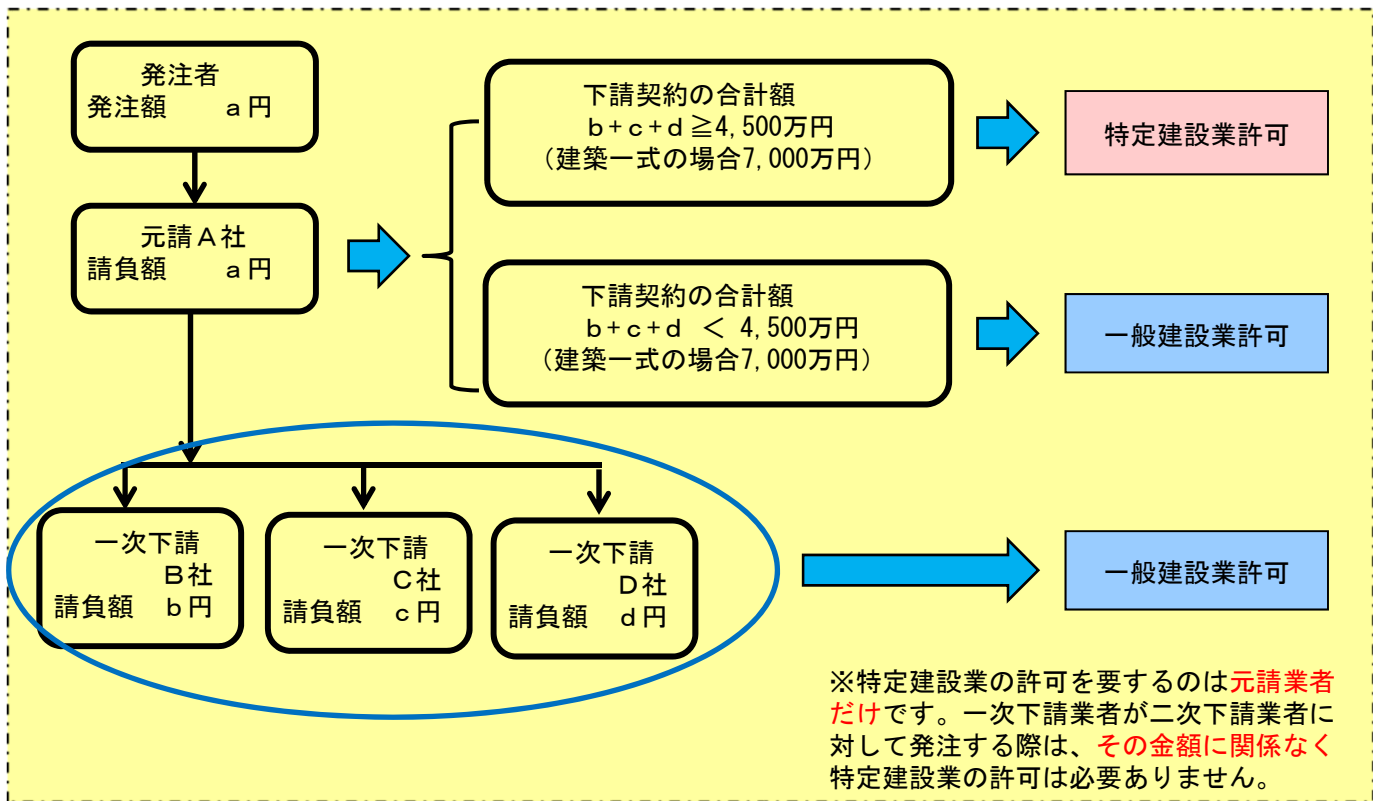 発注者
発注額 a円
元請A社
請負額 a円
下請契約の合計額
b+c+d≧4,500万円
(建築一式の場合7,000万円)
特定建設業許可
下請契約の合計額
b+c+d < 4,500万円
(建築一式の場合7,000万円)
一般建設業許可
一次下請
B社
請負額 b円
一次下請
C社
請負額 c円
一次下請
D社
請負額 d円
一般建設業許可
※特定建設業の許可を要するのは元請業者
だけです。一次下請業者が二次下請業者に
対して発注する際は、その金額に関係なく
特定建設業の許可は必要ありません。